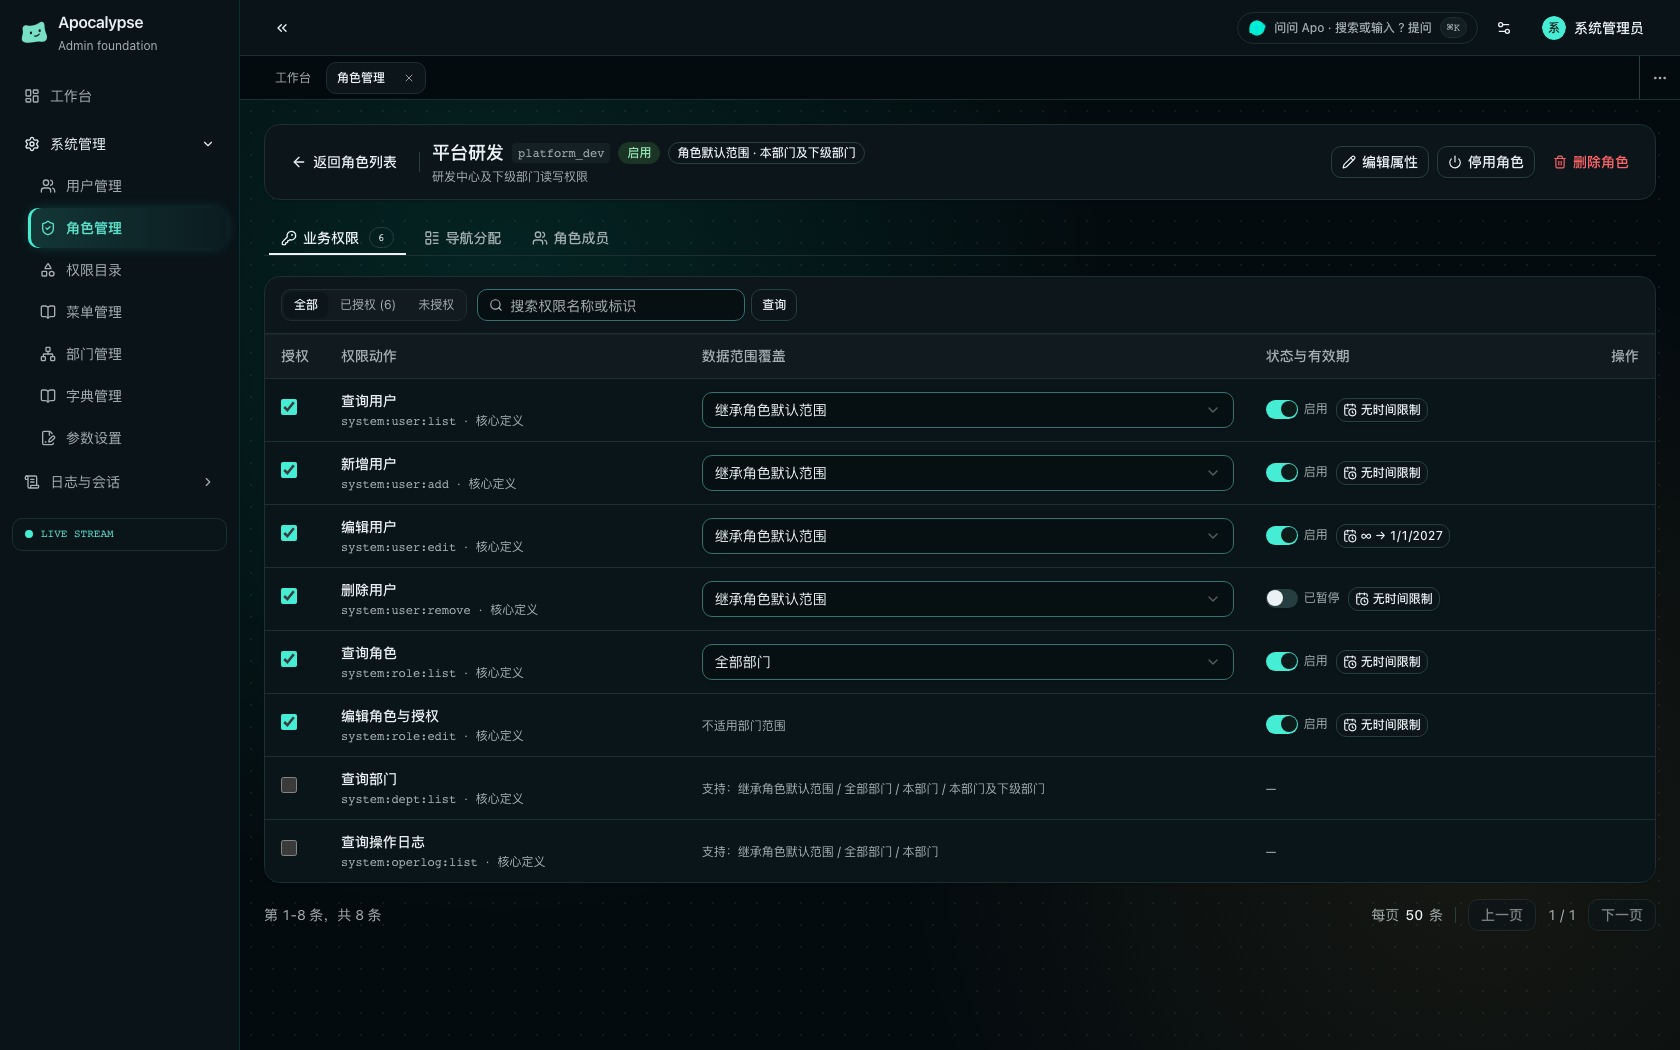 Apocalypse
Admin foundation
工作台
系统管理
用户管理
角色管理
权限目录
菜单管理
部门管理
字典管理
参数设置
日志与会话
LIVE STREAM
问问 Apo · 搜索或输入 ? 提问 ⌘K
系 系统管理员
工作台 角色管理
返回角色列表
平台研发 platform_dev 启用 角色默认范围 · 本部门及下级部门
研发中心及下级部门读写权限
编辑属性 停用角色 删除角色
业务权限 6 导航分配 角色成员
全部 已授权 (6) 未授权 搜索权限名称或标识 查询
授权 权限动作 数据范围覆盖 状态与有效期 操作
查询用户
system:user:list · 核心定义
继承角色默认范围 启用 无时间限制
新增用户
system:user:add · 核心定义
继承角色默认范围 启用 无时间限制
编辑用户
system:user:edit · 核心定义
继承角色默认范围 启用 ∞ → 1/1/2027
删除用户
system:user:remove · 核心定义
继承角色默认范围 已暂停 无时间限制
查询角色
system:role:list · 核心定义
全部部门 启用 无时间限制
编辑角色与授权
system:role:edit · 核心定义
不适用部门范围 启用 无时间限制
查询部门
system:dept:list · 核心定义
支持：继承角色默认范围 / 全部部门 / 本部门 / 本部门及下级部门 —
查询操作日志
system:operlog:list · 核心定义
支持：继承角色默认范围 / 全部部门 / 本部门 —
第 1-8 条，共 8 条
每页 50 条 上一页 1 / 1 下一页